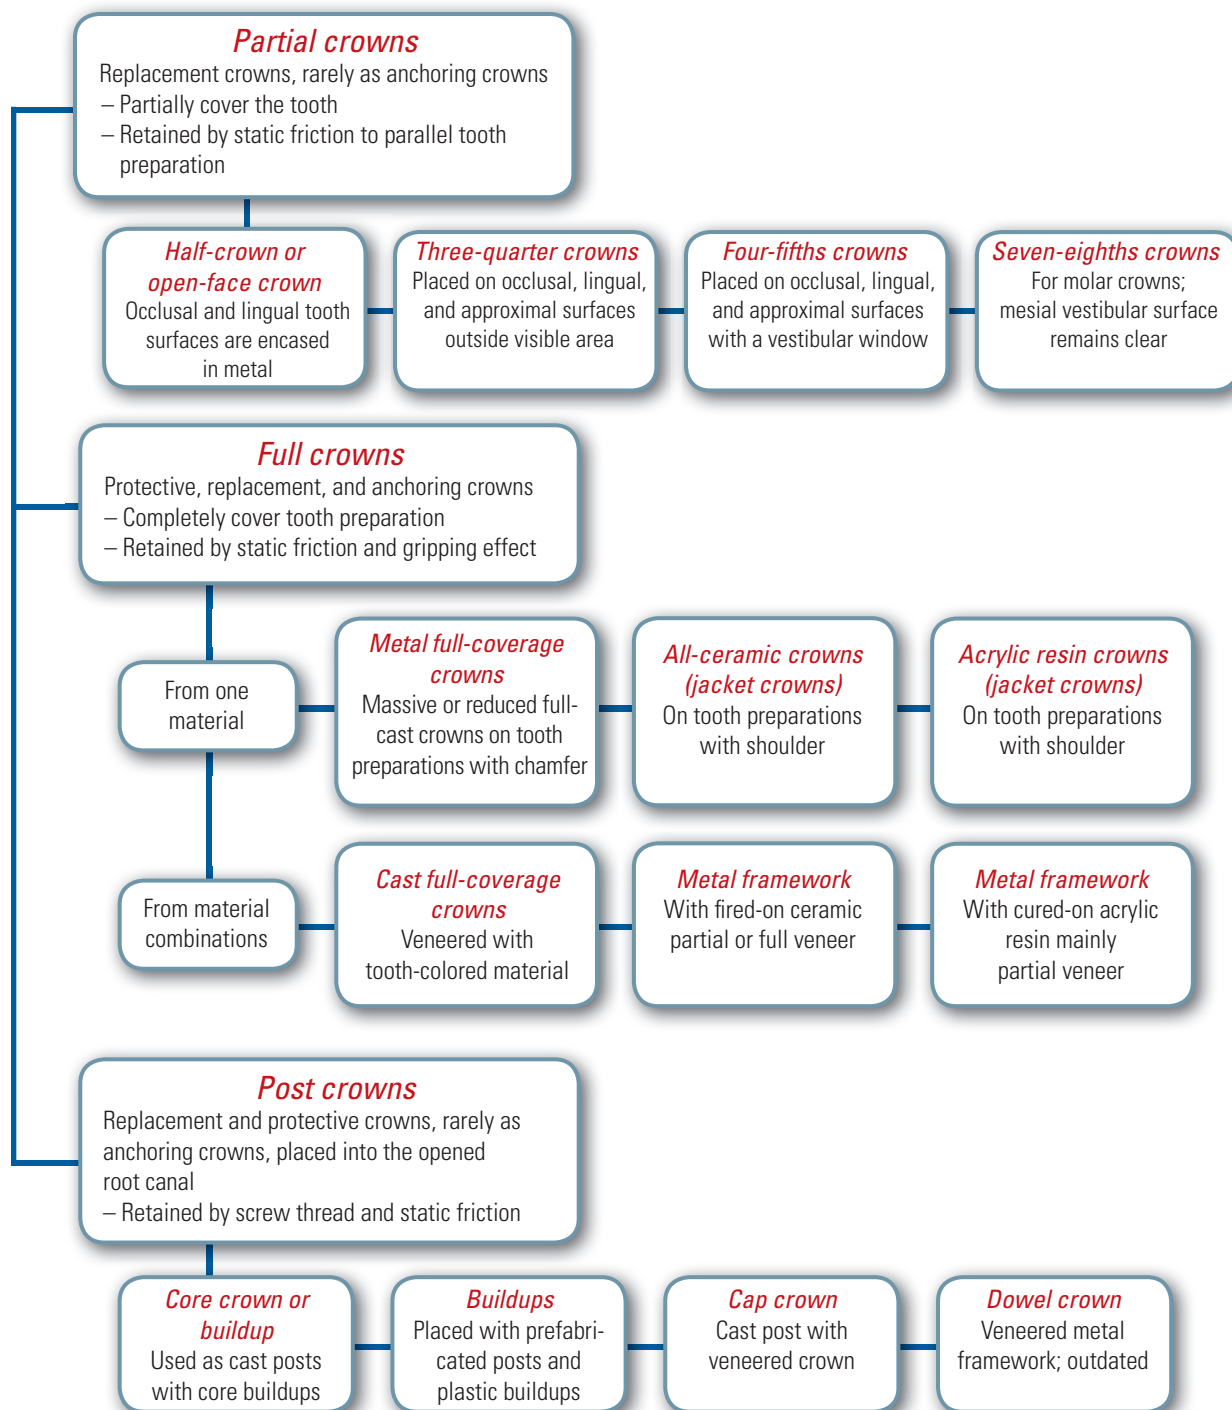 Partial crowns
Replacement crowns, rarely as anchoring crowns
– Partially cover the tooth
– Retained by static friction to parallel tooth
preparation
Half-crown or
open-face crown
Occlusal and lingual tooth
surfaces are encased
in metal
Three-quarter crowns
Placed on occlusal, lingual,
and approximal surfaces
outside visible area
Four-fifths crowns
Placed on occlusal, lingual,
and approximal surfaces
with a vestibular window
Seven-eighths crowns
For molar crowns;
mesial vestibular surface
remains clear
Full crowns
Protective, replacement, and anchoring crowns
– Completely cover tooth preparation
– Retained by static friction and gripping effect
From one
material
Metal full-coverage
crowns
Massive or reduced full-
cast crowns on tooth
preparations with chamfer
All-ceramic crowns
(jacket crowns)
On tooth preparations
with shoulder
Acrylic resin crowns
(jacket crowns)
On tooth preparations
with shoulder
From material
combinations
Cast full-coverage
crowns
Veneered with
tooth-colored material
Metal framework
With fired-on ceramic
partial or full veneer
Metal framework
With cured-on acrylic
resin mainly
partial veneer
Post crowns
Replacement and protective crowns, rarely as
anchoring crowns, placed into the opened
root canal
– Retained by screw thread and static friction
Core crown or
buildup
Used as cast posts
with core buildups
Buildups
Placed with prefabri-
cated posts and
plastic buildups
Cap crown
Cast post with
veneered crown
Dowel crown
Veneered metal
framework; outdated